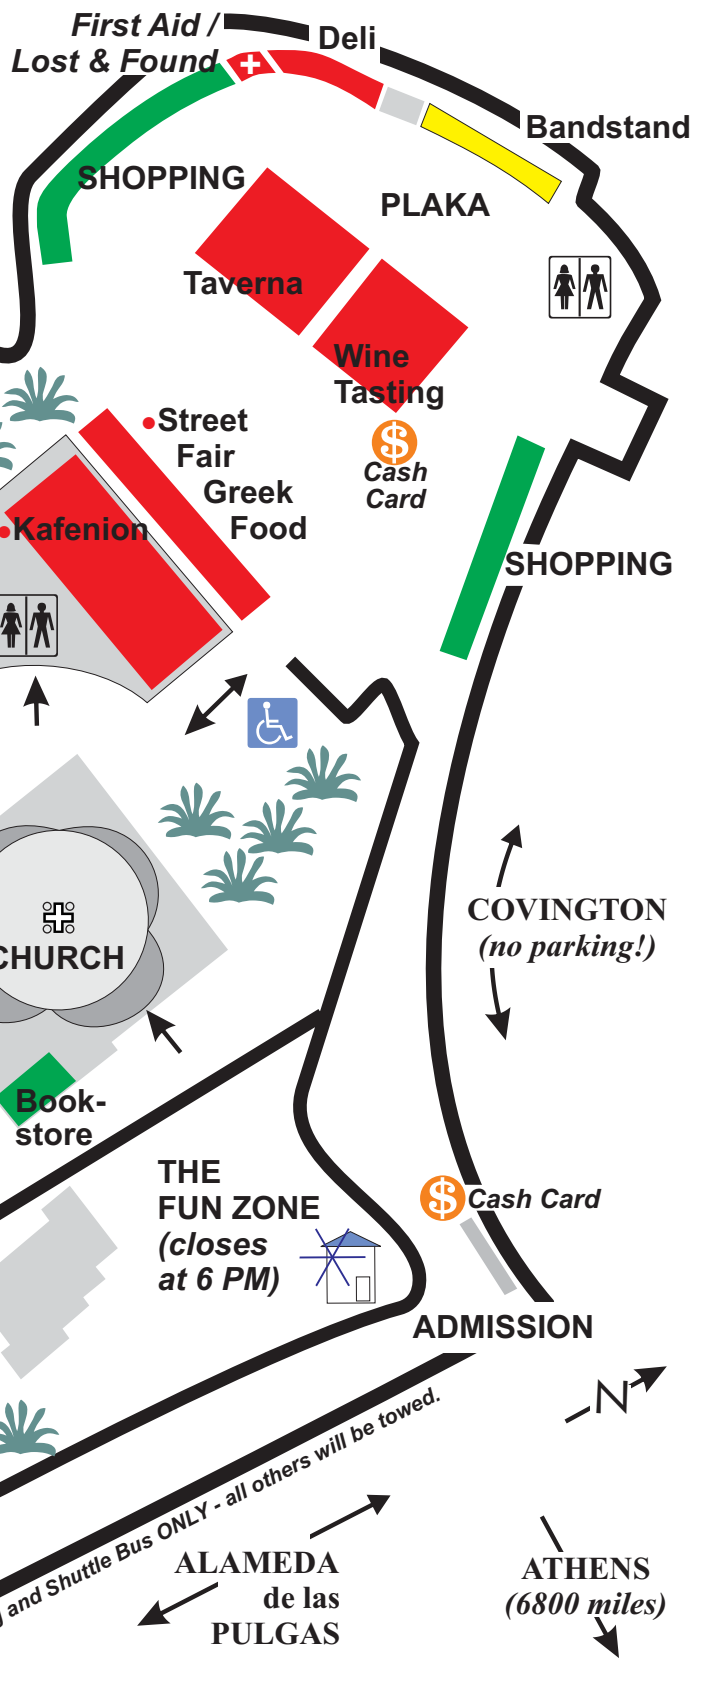 First Aid /
Lost & Found
Deli
Bandstand
SHOPPING
PLAKA
Taverna
Wine
Tasting
$
Cash
Card
•Street
Fair
Greek
Food
•Kafenion
SHOPPING
COVINGTON
(no parking!)
CHURCH
Book-
store
THE
FUN ZONE
(closes
at 6 PM)
$ Cash Card
ADMISSION
N
and Shuttle Bus ONLY - all others will be towed.
ALAMEDA
de las
PULGAS
ATHENS
(6800 miles)